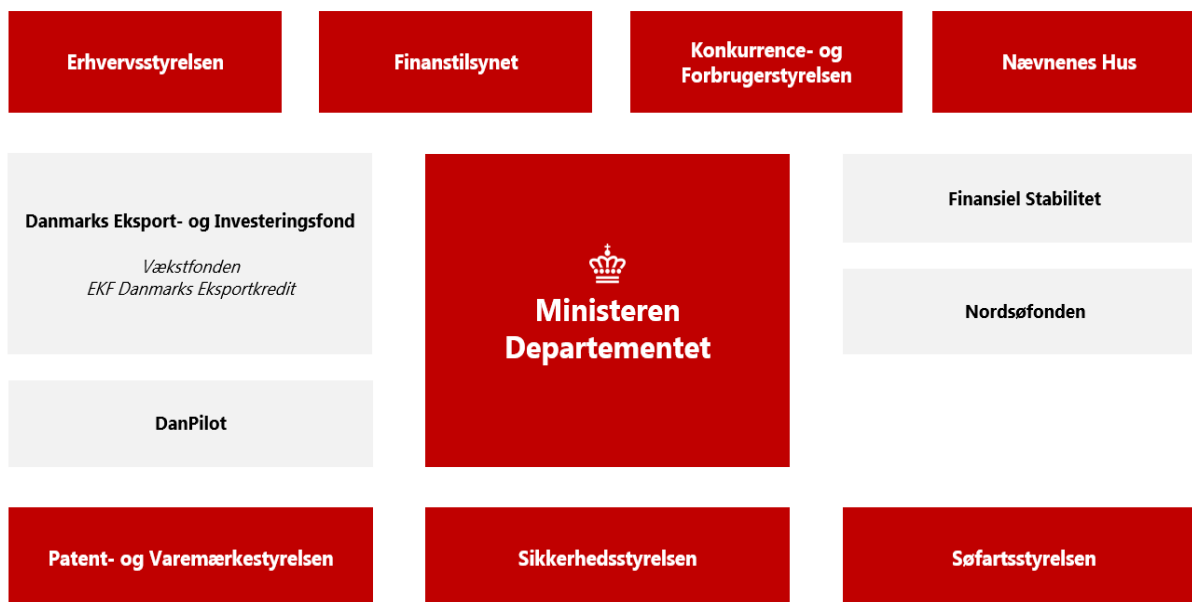 Erhvervsstyrelsen
Finanstilsynet
Konkurrence- og
Forbrugerstyrelsen
Nævnenes Hus
Danmarks Eksport- og Investeringsfond
Vækstfonden
EKF Danmarks Eksportkredit
Ministeren
Departementet
Finansiel Stabilitet
Nordsøfonden
DanPilot
Patent- og Varemærkestyrelsen
Sikkerhedsstyrelsen
Søfartsstyrelsen